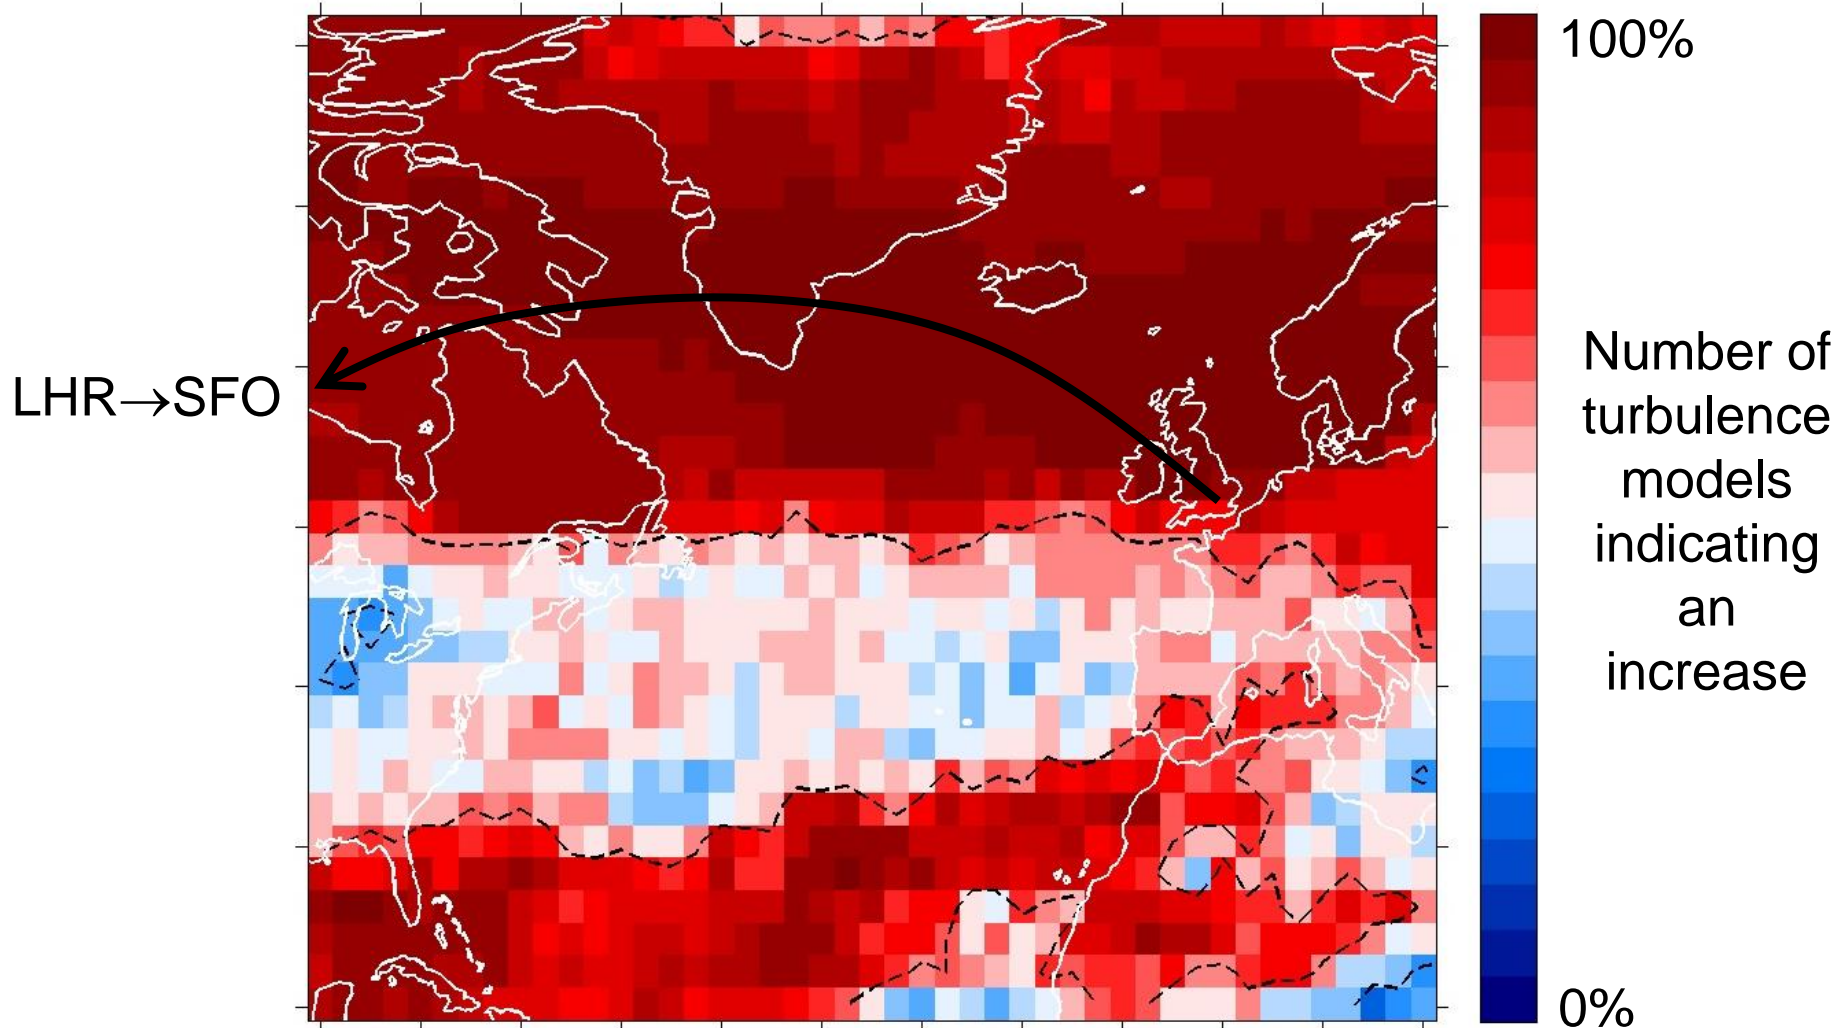 100%
LHR→SFO
Number of
turbulence
models
indicating
an
increase
0%